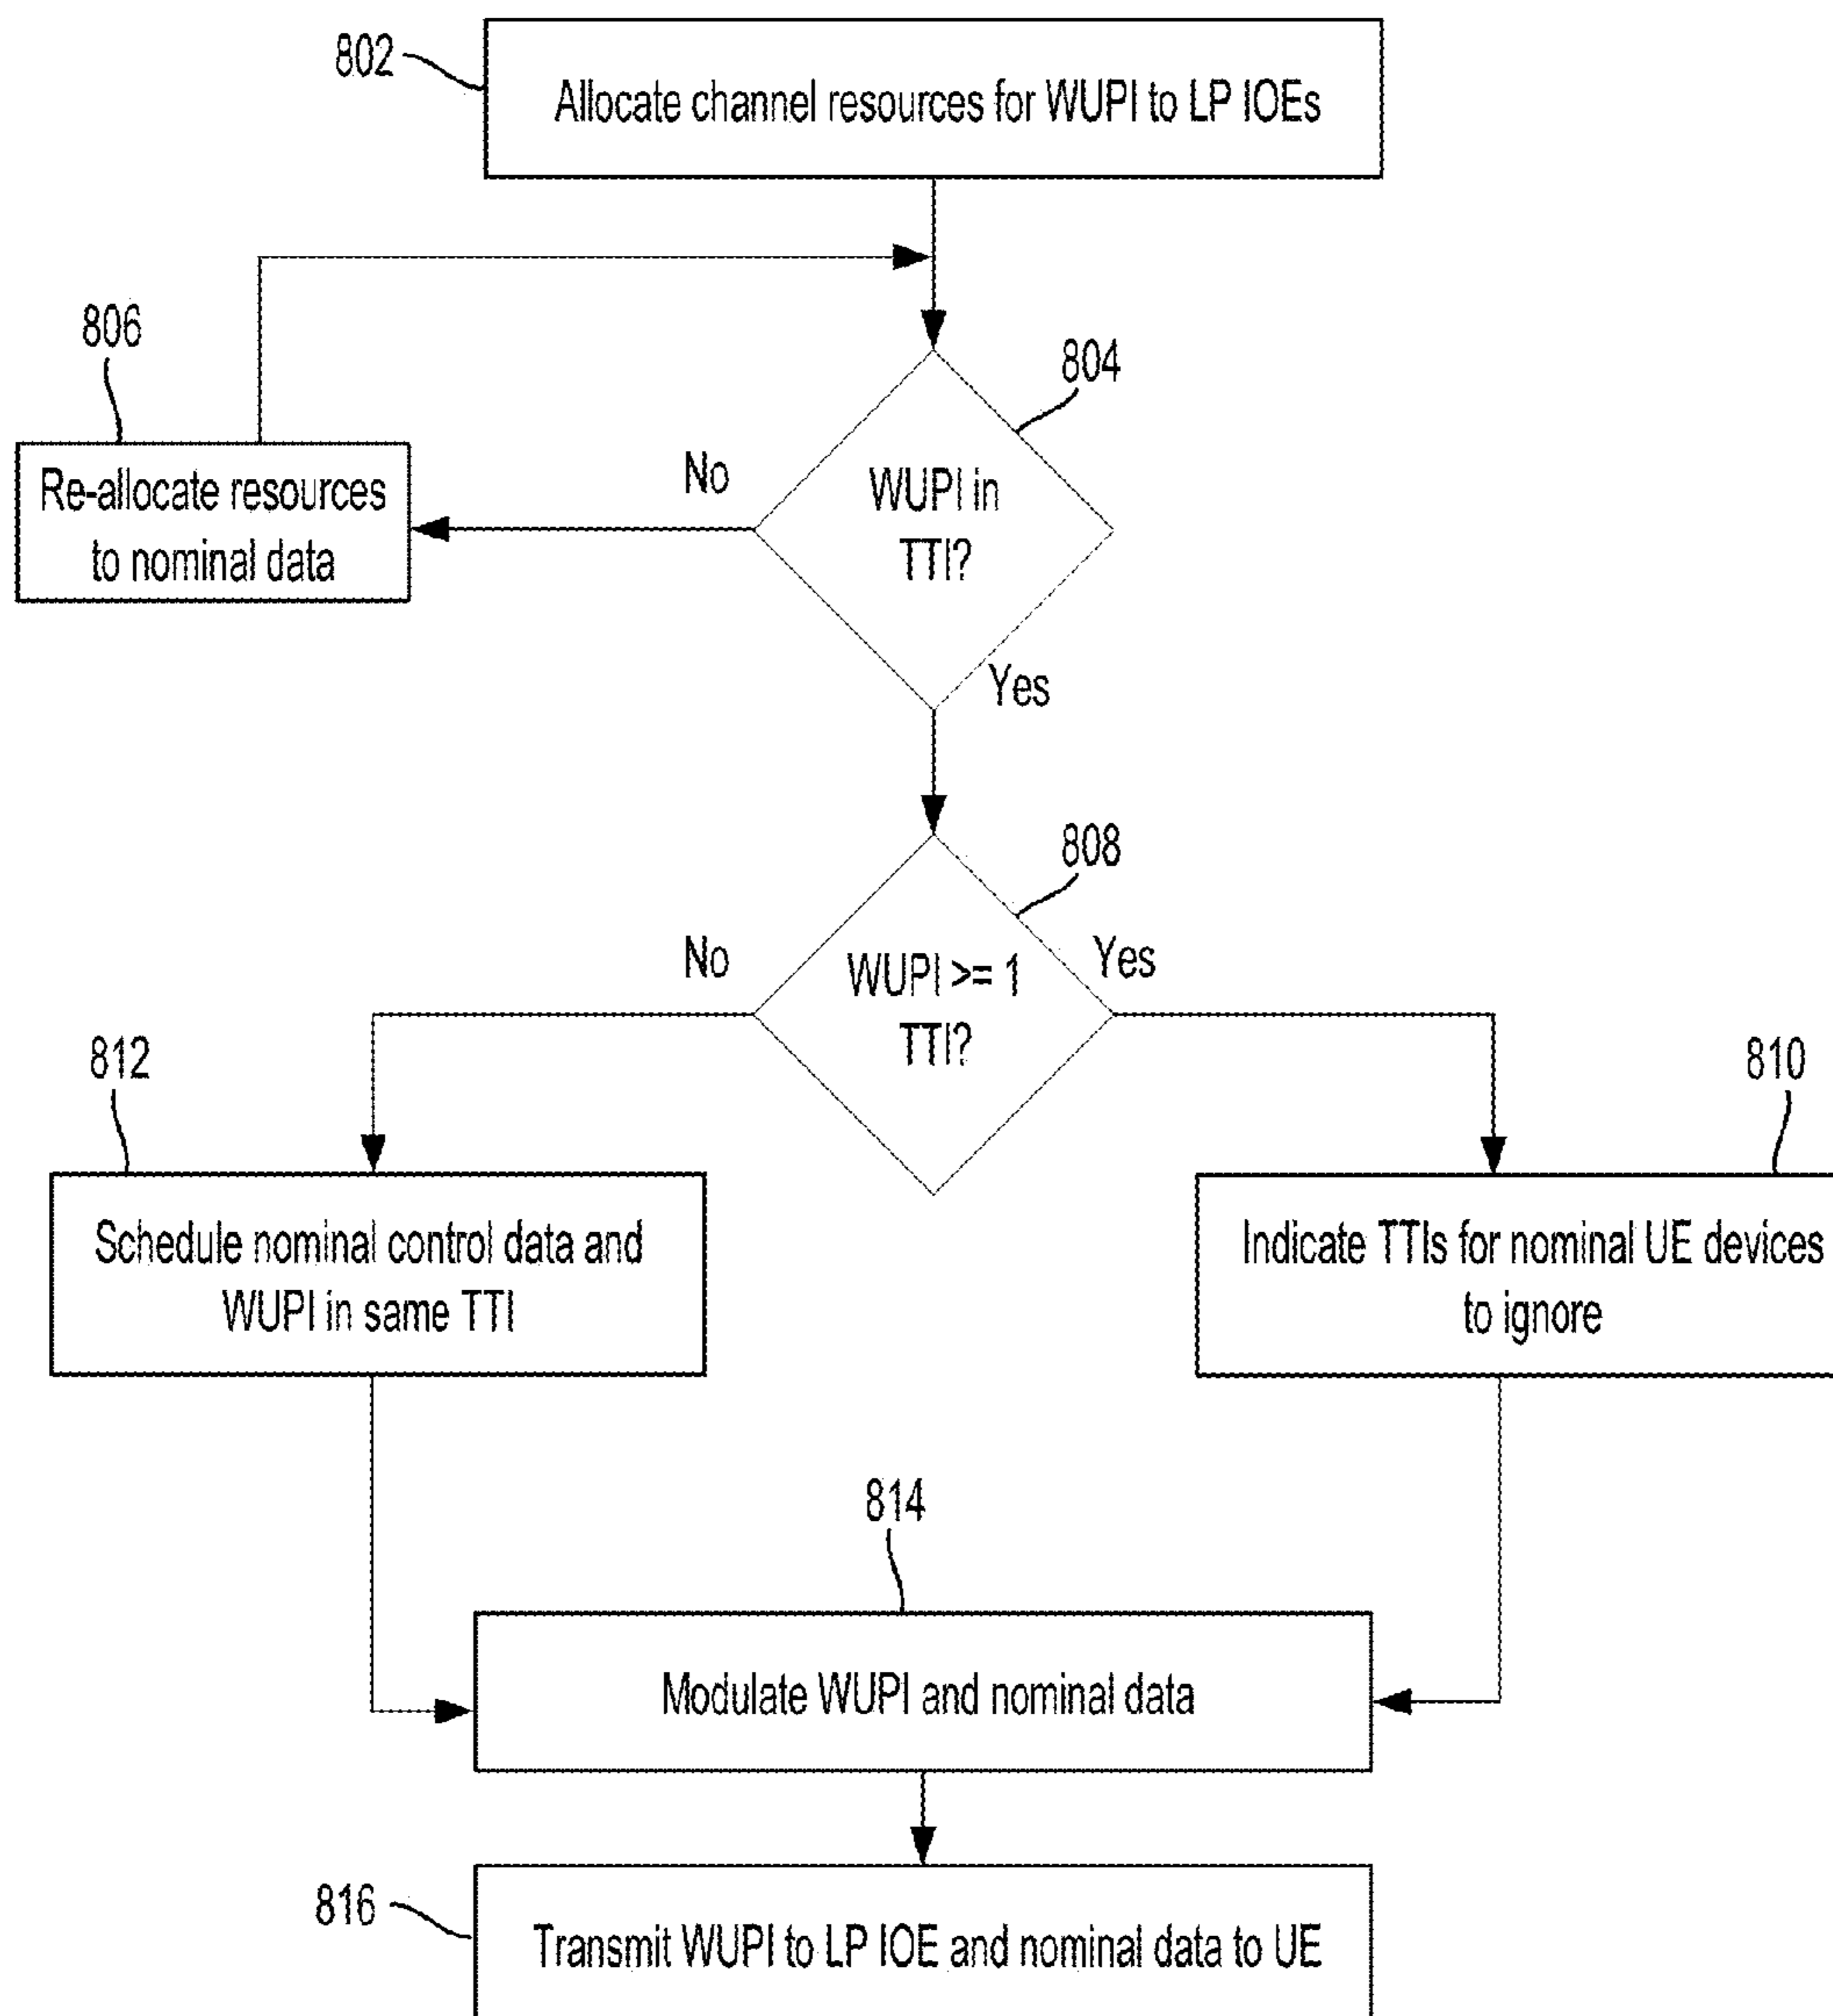 802
Allocate channel resources for WUPI to LP IOEs
806
804
Re-allocate resources
to nominal data
No
WUPI in
TTI?
Yes
808
No
WUPI >= 1
TTI?
Yes
812
810
Schedule nominal control data and
WUPI in same TTI
Indicate TTIs for nominal UE devices
to ignore
814
Modulate WUPI and nominal data
816
Transmit WUPI to LP IOE and nominal data to UE